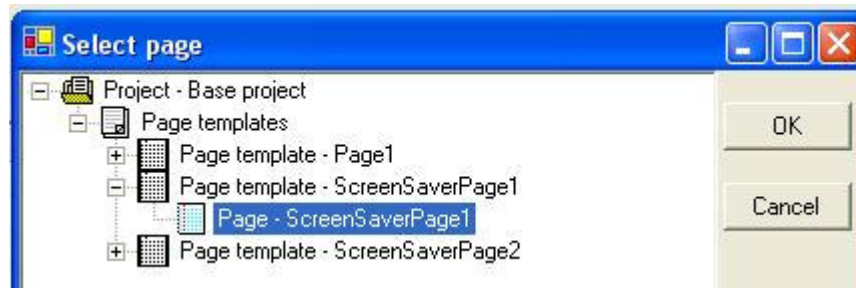 Select page
Project - Base project
Page templates
OK
Page template - Page1
Page template - ScreenSaverPage1
Cancel
Page - ScreenSaverPage1
Page template - ScreenSaverPage2